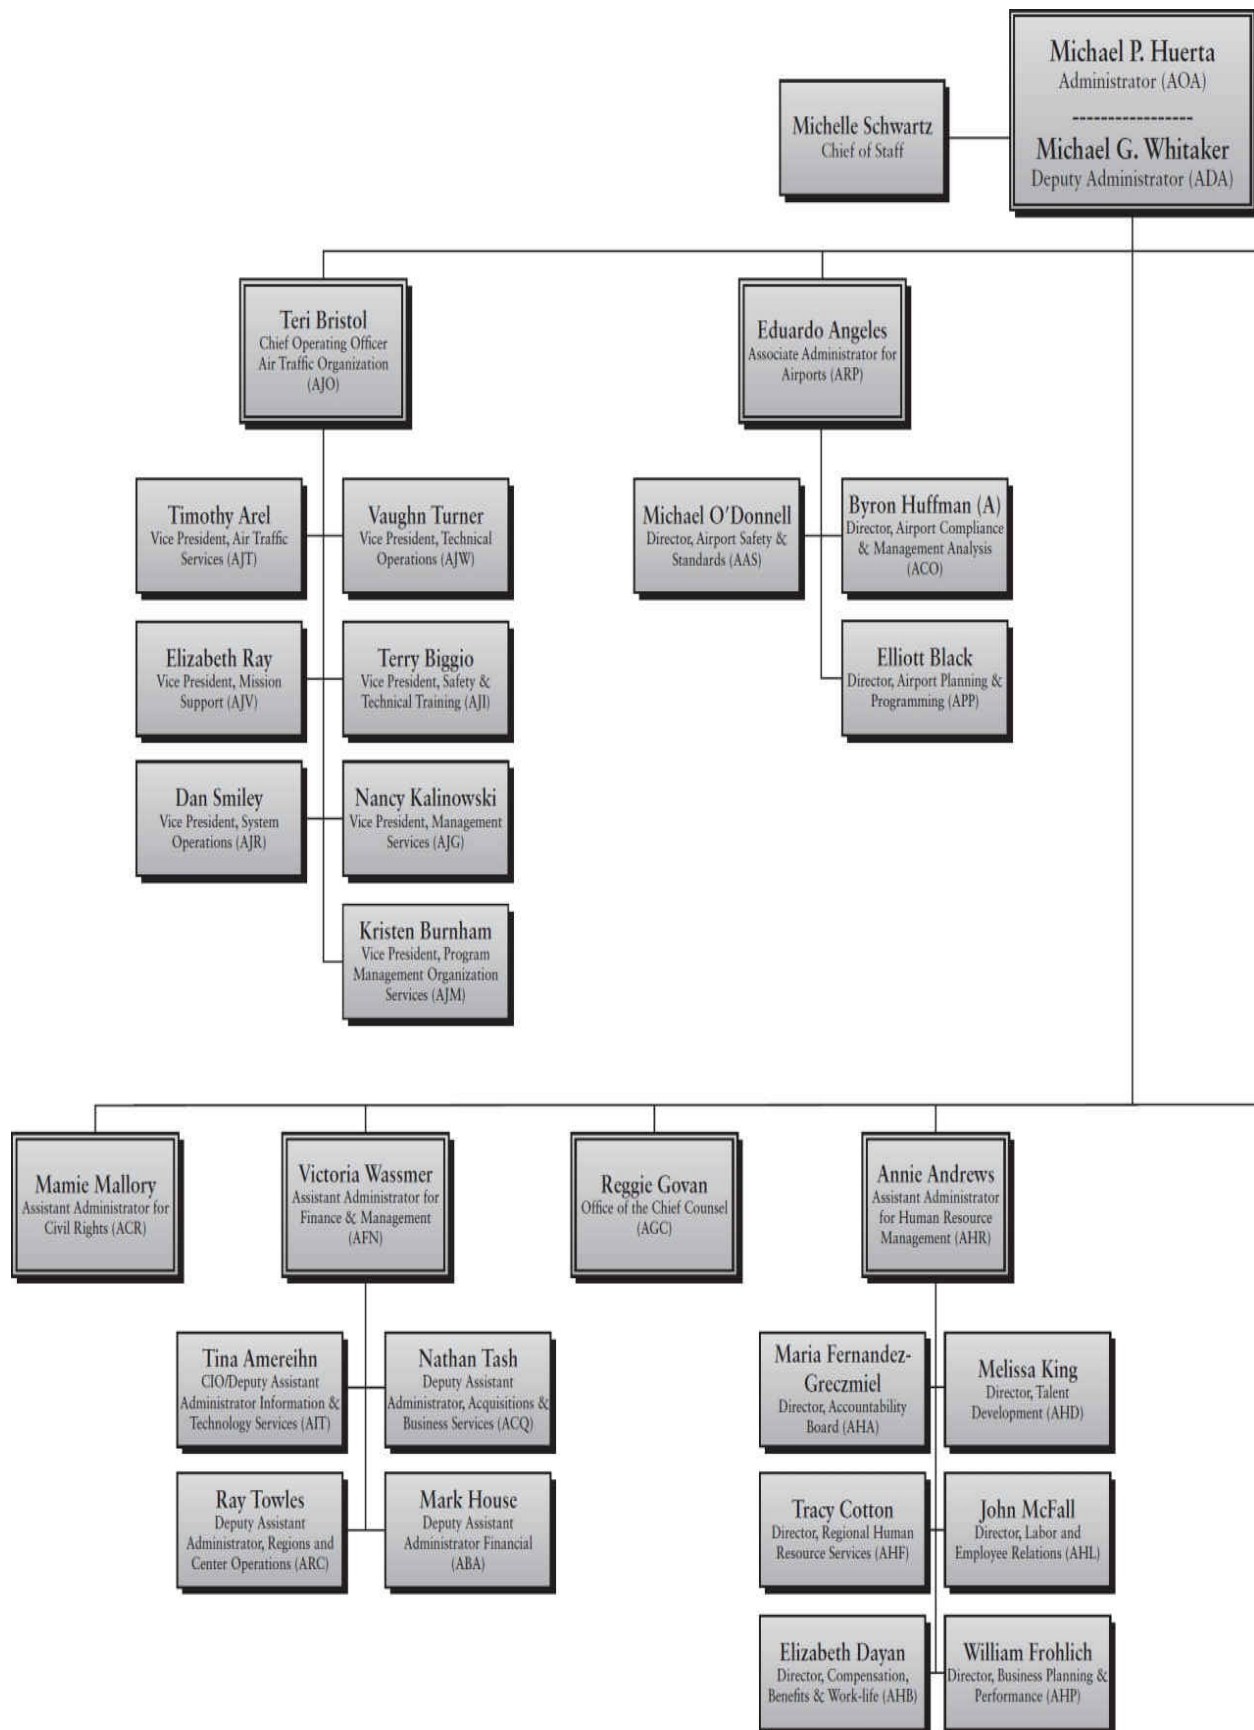 Michael P. Huerta
Administrator (AOA)
-----------------
Michael G. Whitaker
Deputy Administrator (ADA)
Michelle Schwartz
Chief of Staff
Teri Bristol
Chief Operating Officer
Air Traffic Organization
(AJO)
Eduardo Angeles
Associate Administrator for
Airports (ARP)
Timothy Arel
Vice President, Air Traffic
Services (AJT)
Vaughn Turner
Vice President, Technical
Operations (AJW)
Michael O’Donnell
Director, Airport Safety &
Standards (AAS)
Byron Huffman (A)
Director, Airport Compliance
& Management Analysis
(ACO)
Elizabeth Ray
Vice President, Mission
Support (AJV)
Terry Biggio
Vice President, Safety &
Technical Training (AJI)
Elliott Black
Director, Airport Planning &
Programming (APP)
Dan Smiley
Vice President, System
Operations (AJR)
Nancy Kalinowski
Vice President, Management
Services (AJG)
Kristen Burnham
Vice President, Program
Management Organization
Services (AJM)
Mamie Mallory
Assistant Administrator for
Civil Rights (ACR)
Victoria Wassmer
Assistant Administrator for
Finance & Management
(AFN)
Reggie Govan
Office of the Chief Counsel
(AGC)
Annie Andrews
Assistant Administrator
for Human Resource
Management (AHR)
Tina Amereihn
CIO/Deputy Assistant
Administrator Information &
Technology Services (AIT)
Nathan Tash
Deputy Assistant
Administrator, Acquisitions &
Business Services (ACQ)
Maria Fernandez-
Greczmiel
Director, Accountability
Board (AHA)
Melissa King
Director, Talent
Development (AHD)
Ray Towles
Deputy Assistant
Administrator, Regions and
Center Operations (ARC)
Mark House
Deputy Assistant
Administrator Financial
(ABA)
Tracy Cotton
Director, Regional Human
Resource Services (AHF)
John McFall
Director, Labor and
Employee Relations (AHL)
Elizabeth Dayan
Director, Compensation,
Benefits & Work-life (AHB)
William Frohlich
Director, Business Planning &
Performance (AHP)